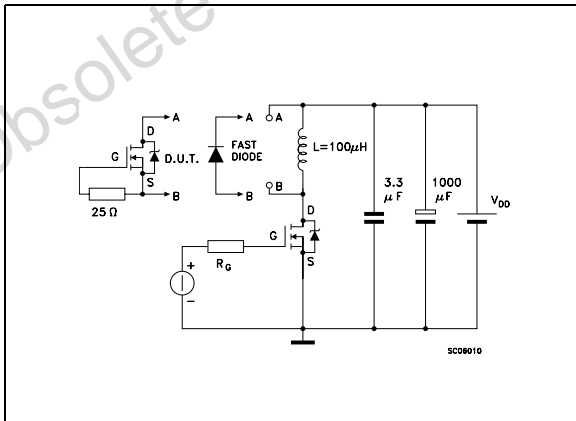 Obsolete
A
D
G
D.U.T.
S
B
25 Ω
A
FAST
DIODE
B
A
L=100μH
B
D
G
S
RG
+
−
3.3
μF
1000
μF
VDD
SC06010